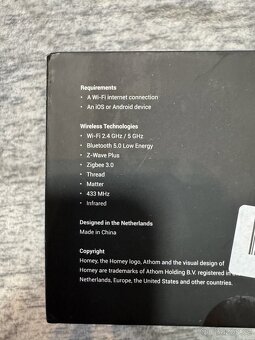 Requirements
• A Wi-Fi internet connection
• An iOS or Android device
Wireless Technologies
• Wi-Fi 2.4 GHz / 5 GHz
• Bluetooth 5.0 Low Energy
• Z-Wave Plus
• Zigbee 3.0
• Thread
• Matter
• 433 MHz
• Infrared
Designed in the Netherlands
Made in China
Copyright
Homey, the Homey logo, Athom and the visual design of
Homey are trademarks of Athom Holding B.V. registered in
Netherlands, Europe, the United States and other countries.